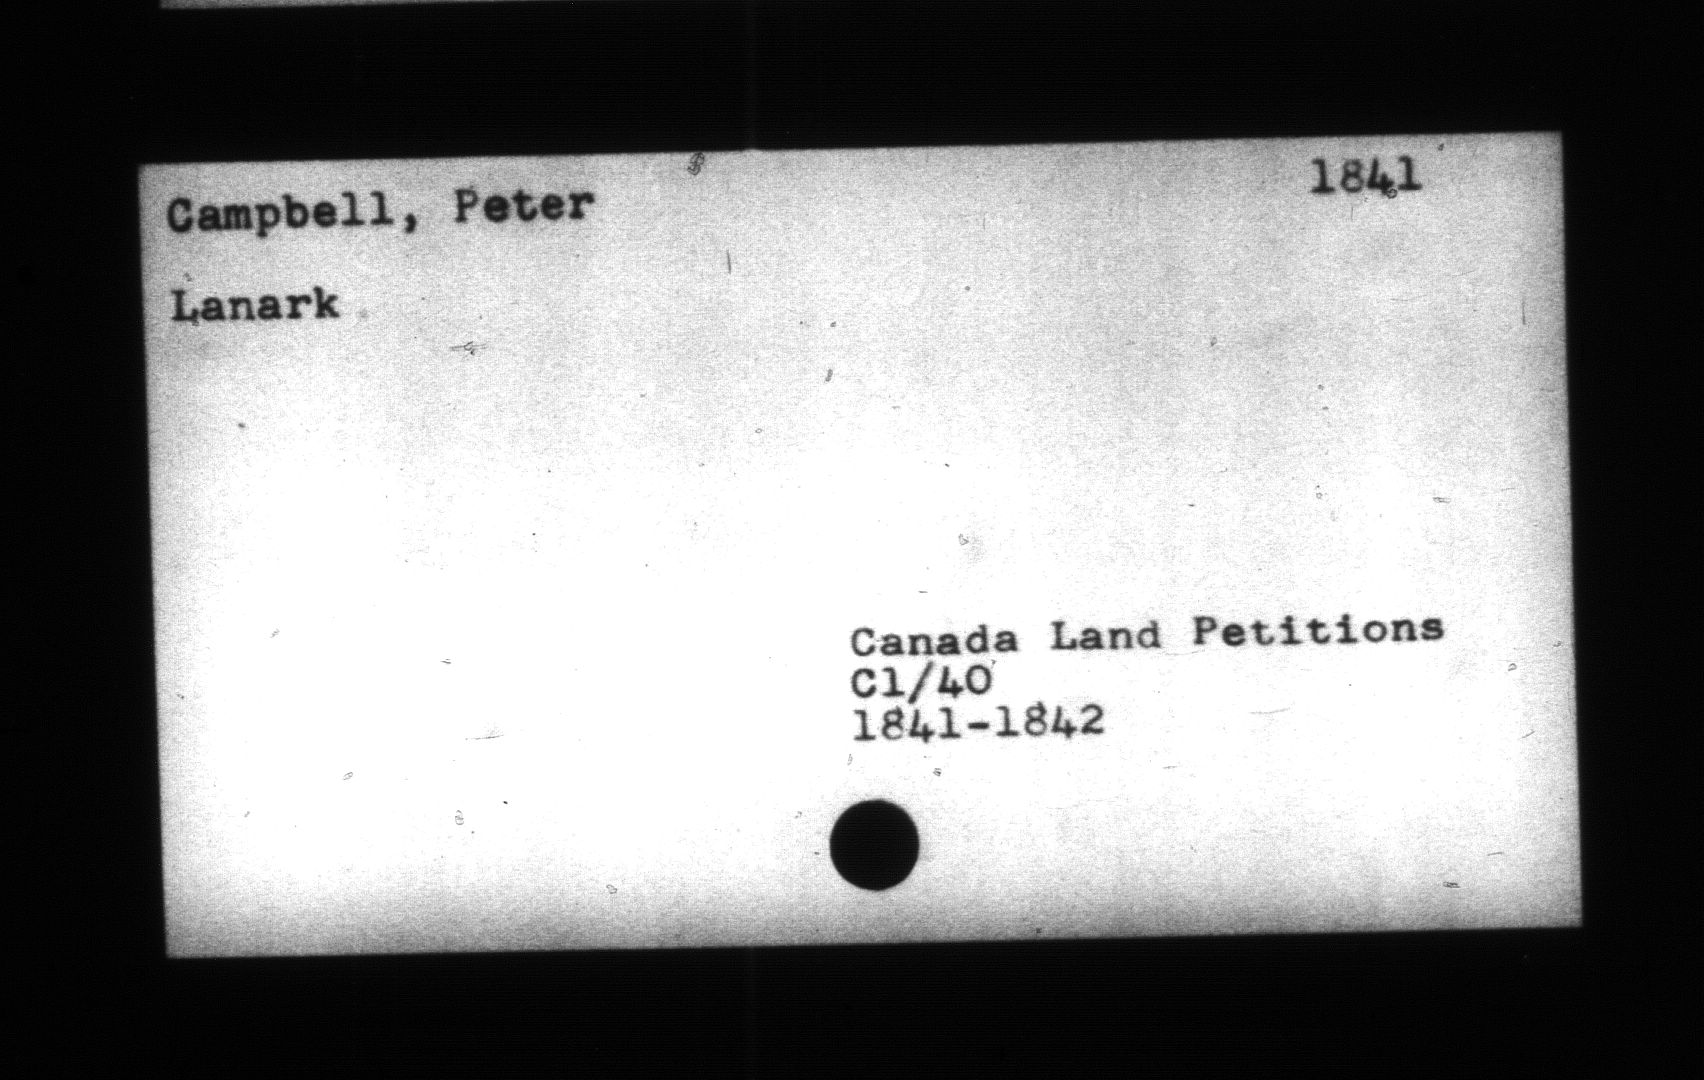 Campbell, Peter 1841
Lanark
Canada Land Petitions
C1/40
1841-1842